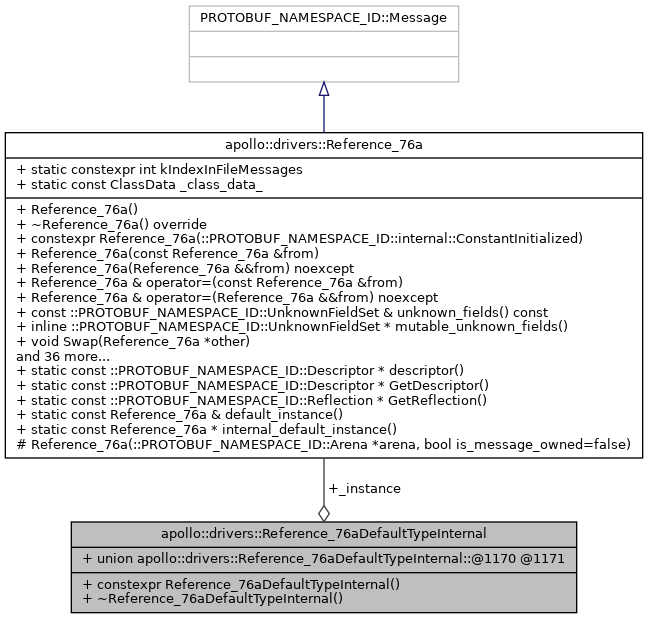 PROTOBUF_NAMESPACE_ID::Message
apollo::drivers::Reference_76a
+ static constexpr int kIndexInFileMessages
+ static const ClassData _class_data_
+ Reference_76a()
+ ~Reference_76a() override
+ constexpr Reference_76a(::PROTOBUF_NAMESPACE_ID::internal::ConstantInitialized)
+ Reference_76a(const Reference_76a &from)
+ Reference_76a(Reference_76a &&from) noexcept
+ Reference_76a & operator=(const Reference_76a &from)
+ Reference_76a & operator=(Reference_76a &&from) noexcept
+ const ::PROTOBUF_NAMESPACE_ID::UnknownFieldSet & unknown_fields() const
+ inline ::PROTOBUF_NAMESPACE_ID::UnknownFieldSet * mutable_unknown_fields()
+ void Swap(Reference_76a *other)
and 36 more...
+ static const ::PROTOBUF_NAMESPACE_ID::Descriptor * descriptor()
+ static const ::PROTOBUF_NAMESPACE_ID::Descriptor * GetDescriptor()
+ static const ::PROTOBUF_NAMESPACE_ID::Reflection * GetReflection()
+ static const Reference_76a & default_instance()
+ static const Reference_76a * internal_default_instance()
# Reference_76a(::PROTOBUF_NAMESPACE_ID::Arena *arena, bool is_message_owned=false)
+_instance
apollo::drivers::Reference_76aDefaultTypeInternal
+ union apollo::drivers::Reference_76aDefaultTypeInternal::@1170 @1171
+ constexpr Reference_76aDefaultTypeInternal()
+ ~Reference_76aDefaultTypeInternal()